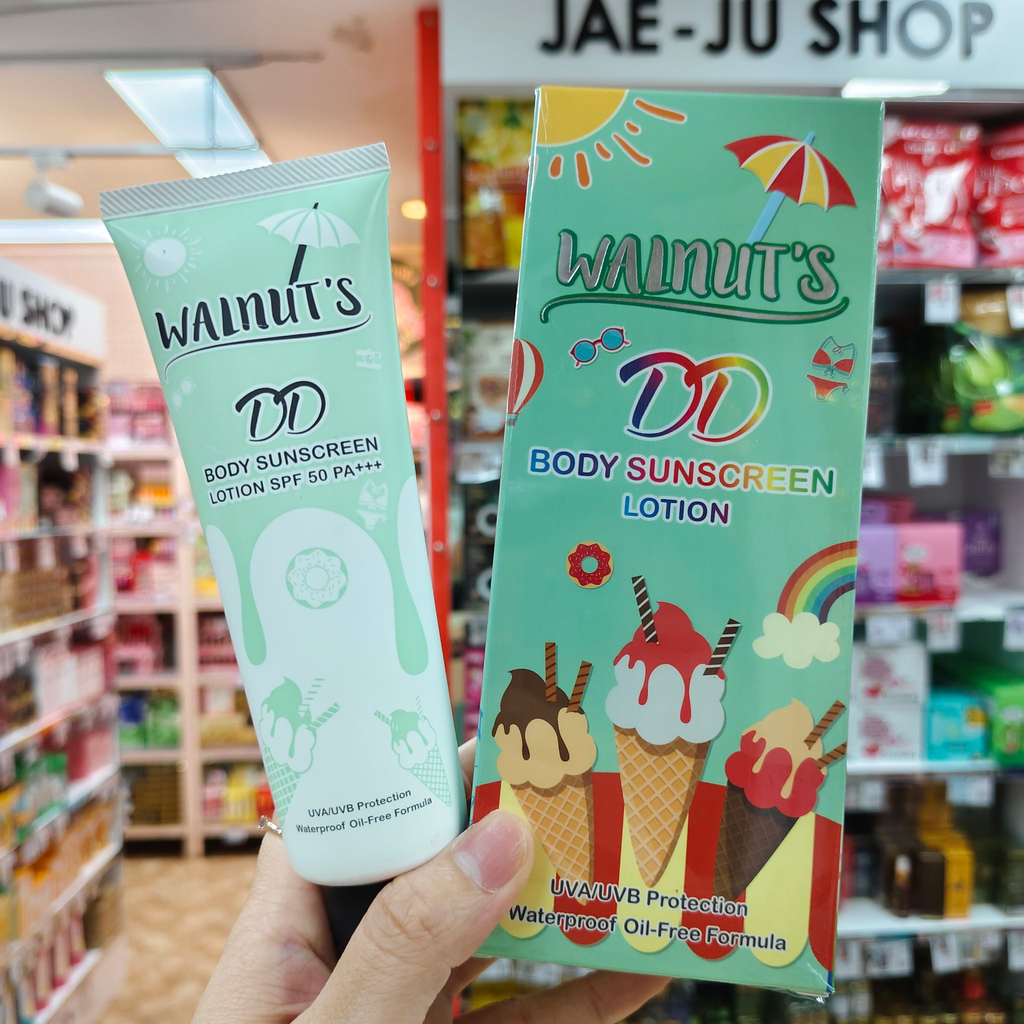 JAE-JU SHOP
U SHOP
WALNUT'S
DD
BODY SUNSCREEN
LOTION SPF 50 PA+++
UVA/UVB Protection
Waterproof Oil-Free Formula
WALNUT'S
DD
BODY SUNSCREEN
LOTION
UVA/UVB Protection
Waterproof Oil-Free Formula